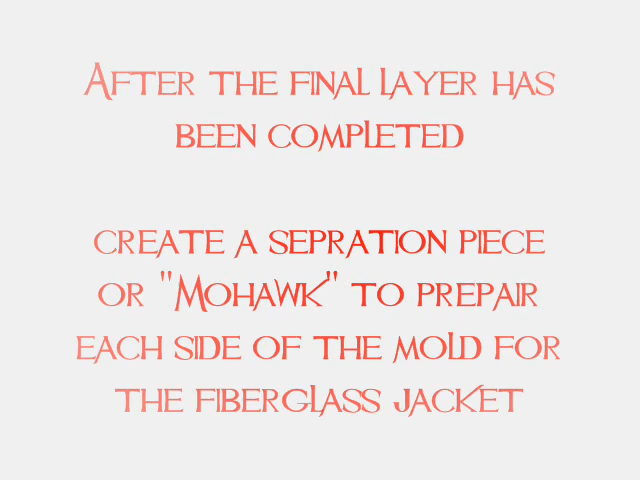 After the final layer has
been completed
create a sepration piece
or "Mohawk" to prepair
each side of the mold for
the fiberglass jacket